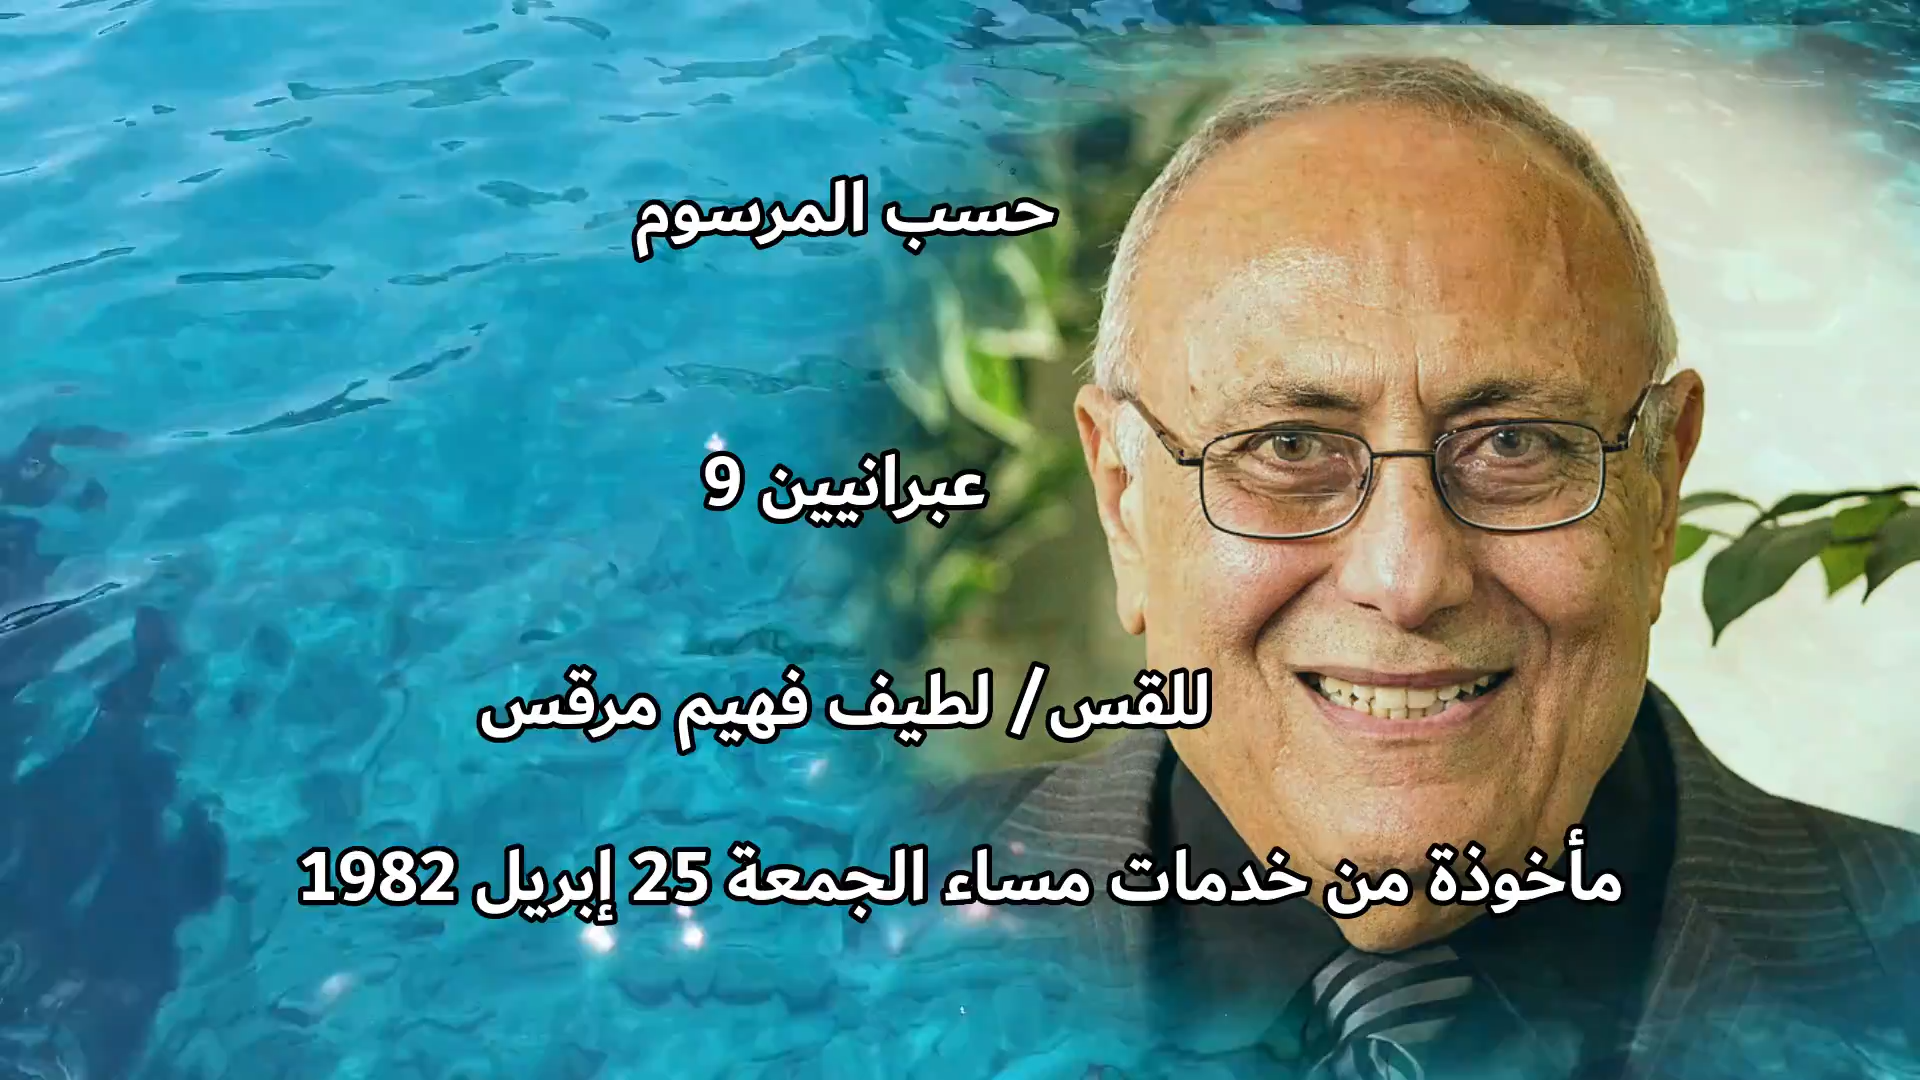 حسب المرسوم
عبرانيين 9
للقس/ لطيف فهيم مرقس
مأخوذة من خدمات مساء الجمعة 25 إبريل 1982